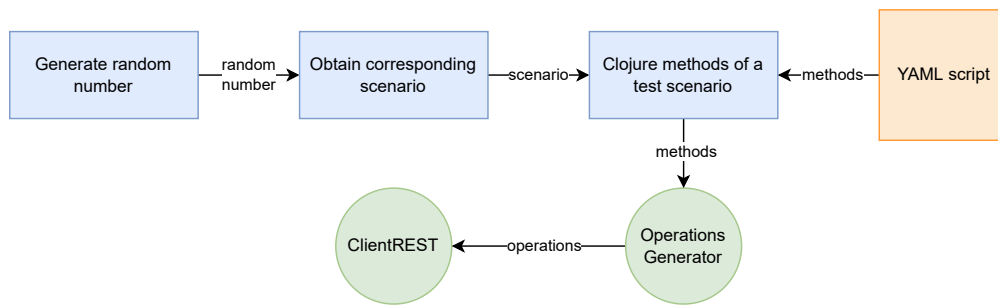 Generate random
number
random
number
Obtain corresponding
scenario
scenario
Clojure methods of a
test scenario
methods
YAML script
methods
ClientREST
operations
Operations
Generator